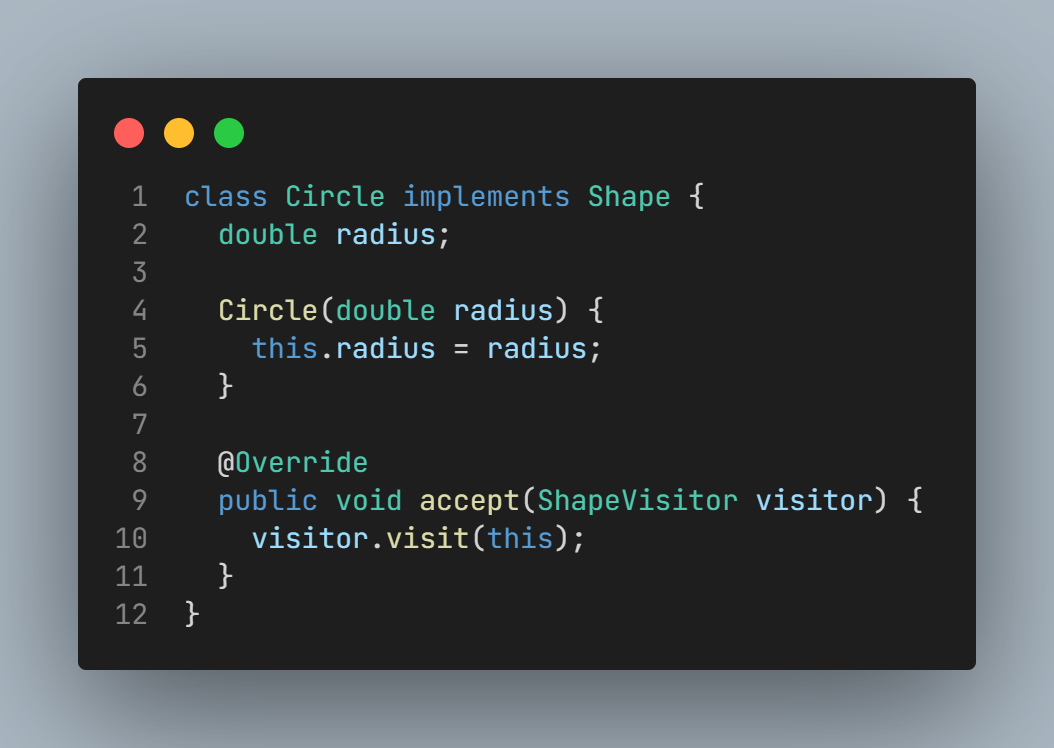 1 class Circle implements Shape {
2   double radius;
3
4   Circle(double radius) {
5     this.radius = radius;
6   }
7
8   @Override
9   public void accept(ShapeVisitor visitor) {
10     visitor.visit(this);
11   }
12 }